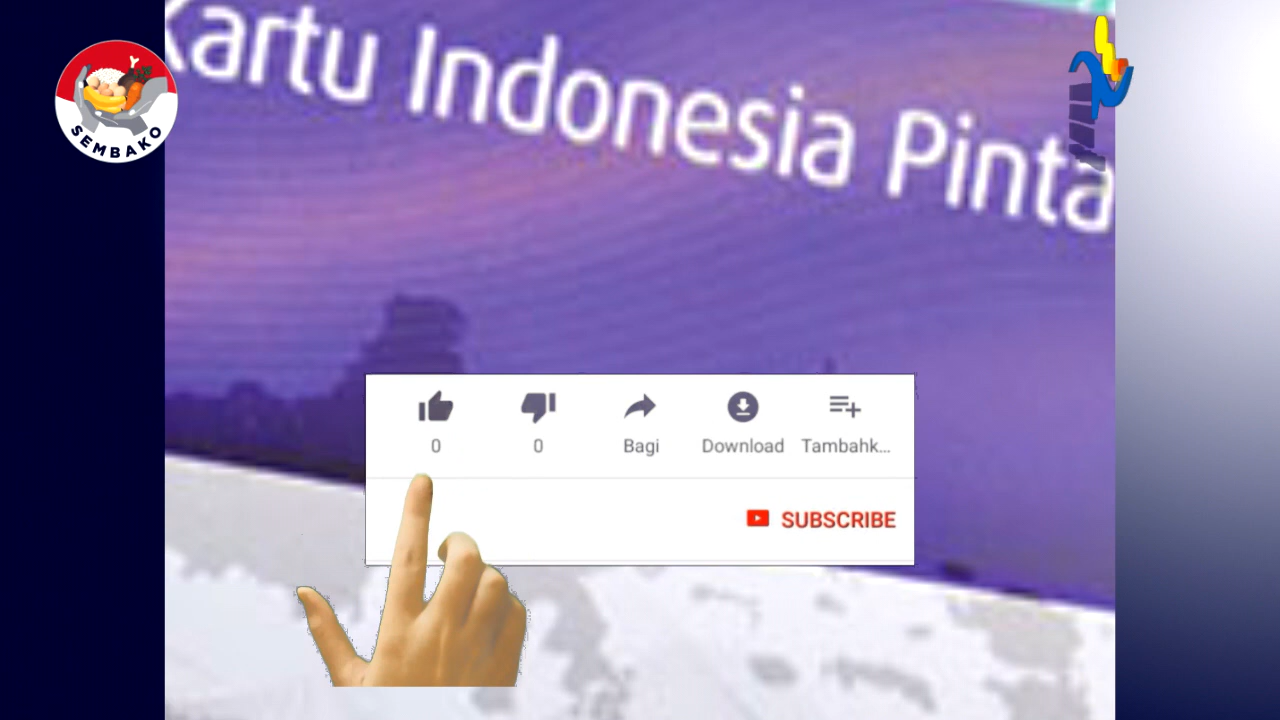 Kartu Indonesia Pinta
SEMBAKO
0
0
Bagi
Download
Tambahk...
SUBSCRIBE